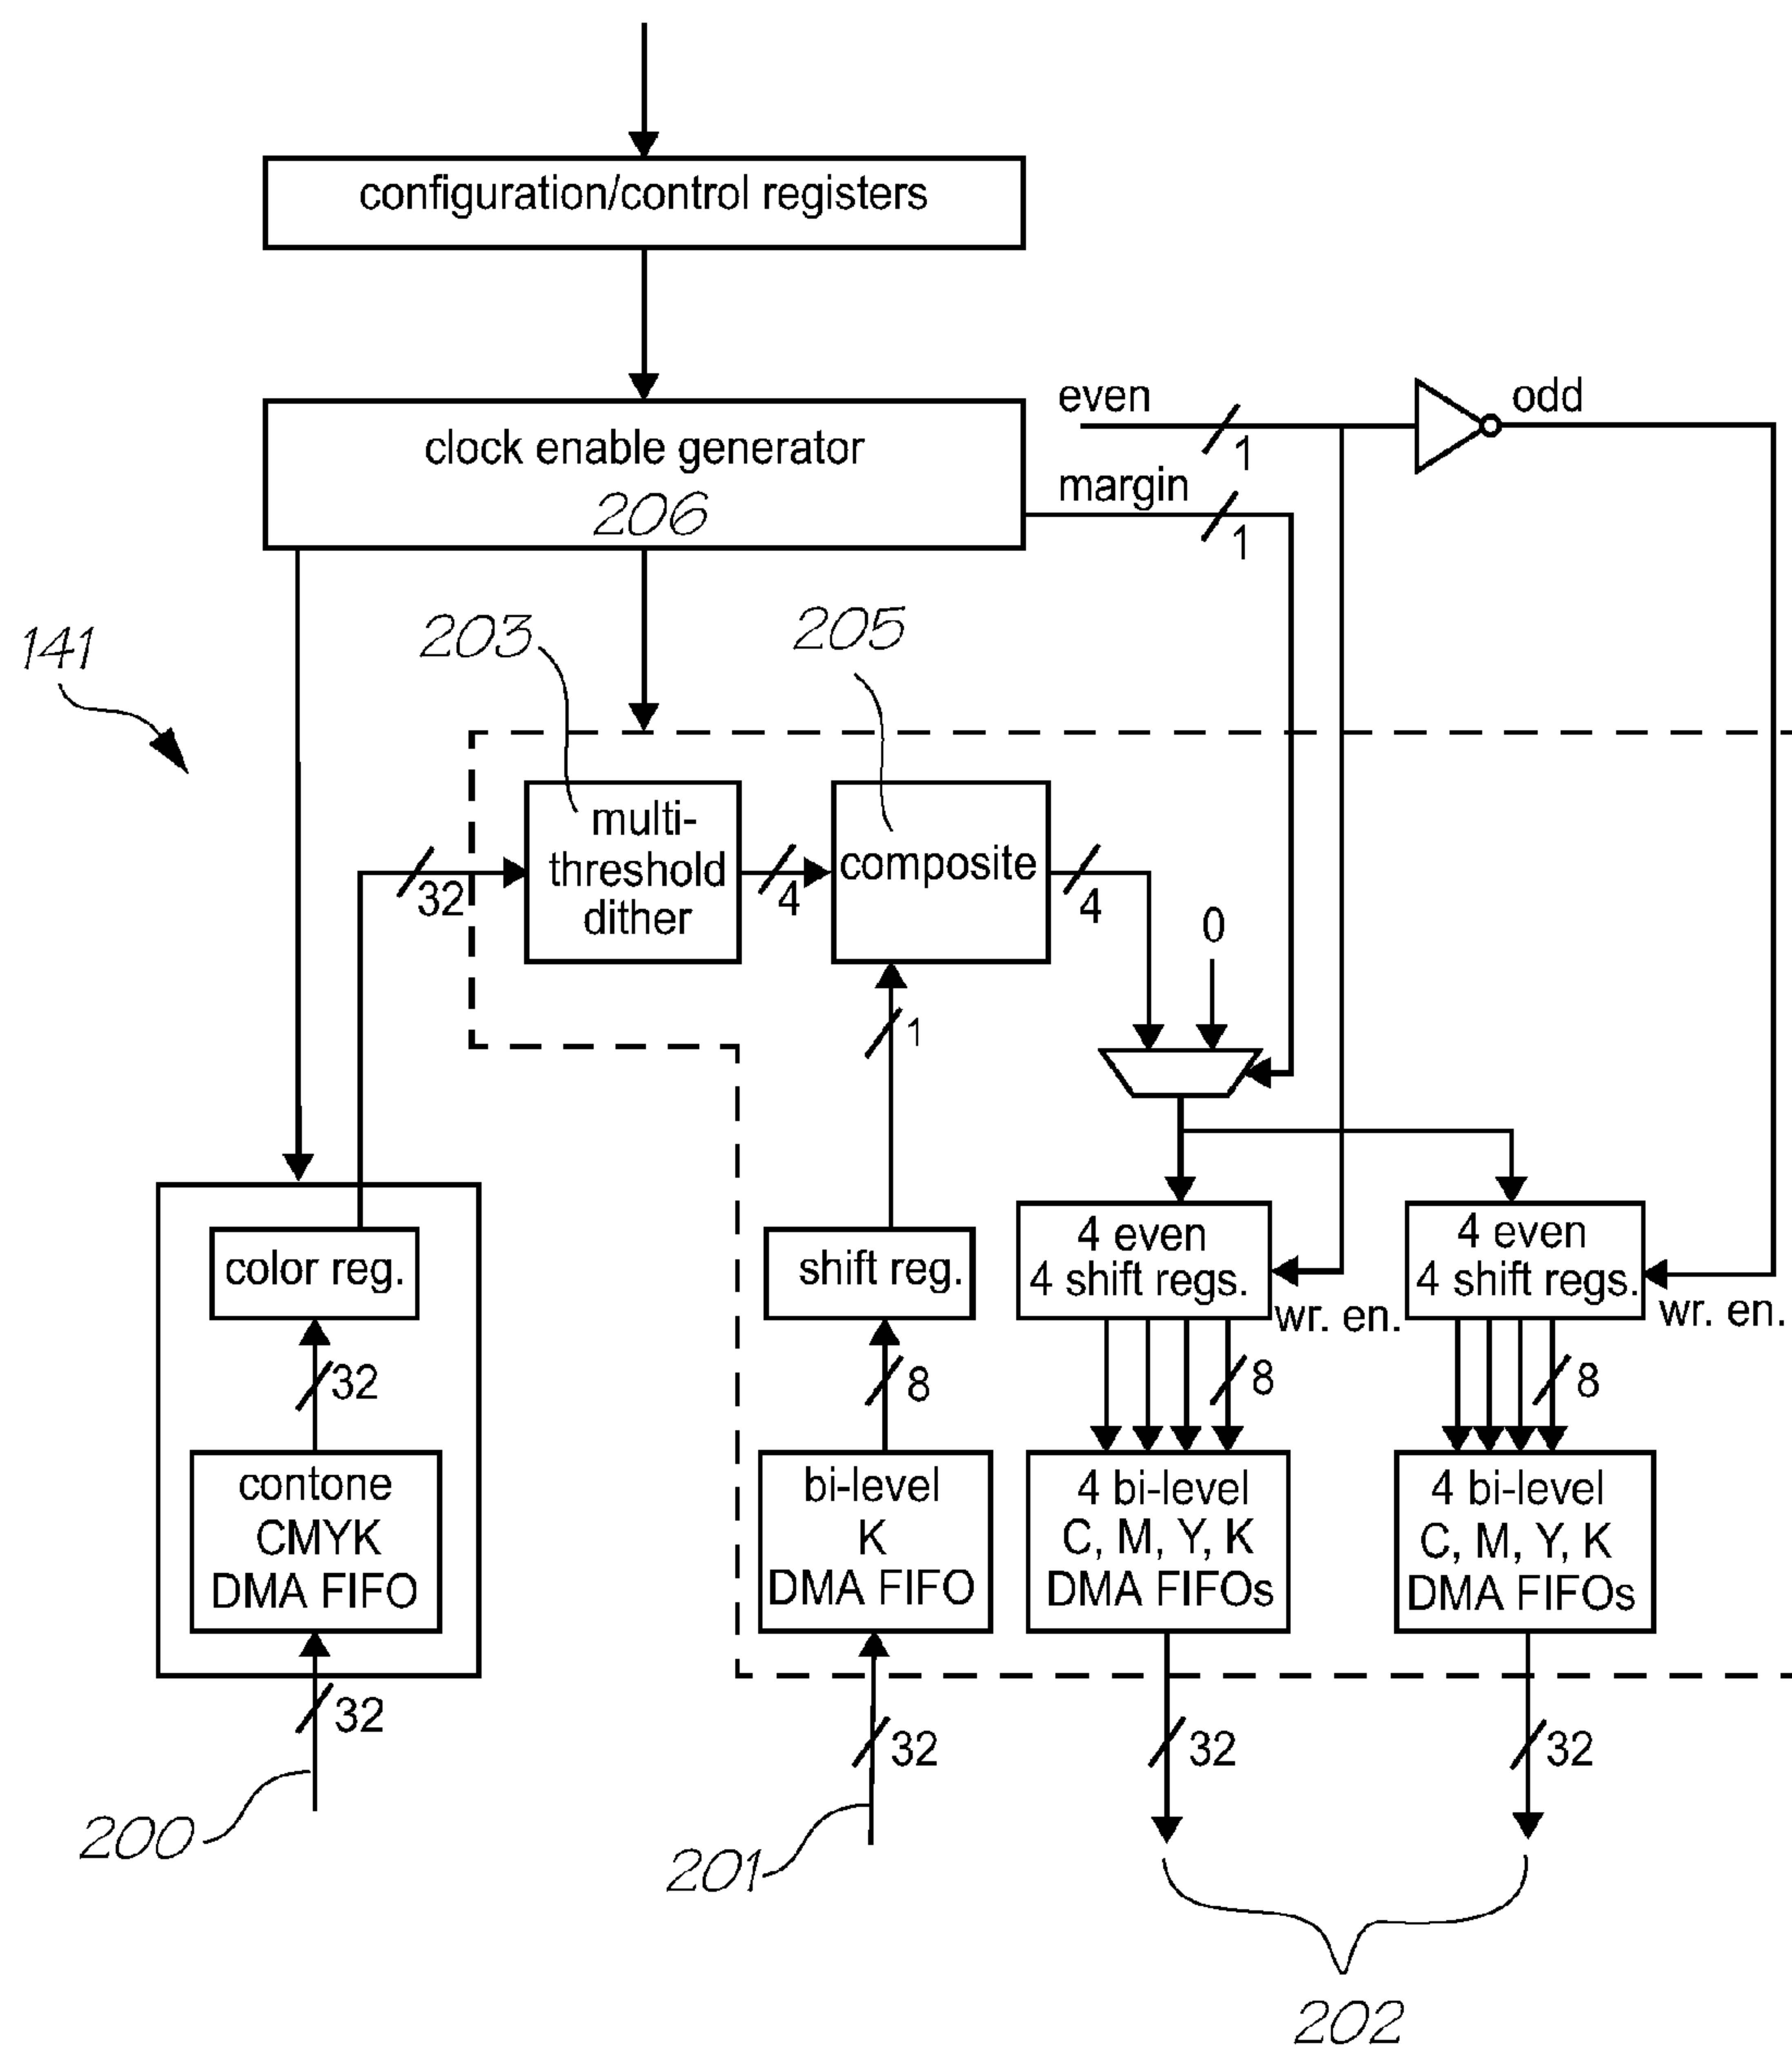 configuration/control registers
clock enable generator
206
even
1
odd
margin
1
141
203
205
multi-
threshold
dither
32
4
composite
4
0
1
color reg.
shift reg.
4 even
4 shift regs.
wr. en.
4 even
4 shift regs.
wr. en.
32
8
8
8
contone
CMYK
DMA FIFO
bi-level
K
DMA FIFO
4 bi-level
C, M, Y, K
DMA FIFOs
4 bi-level
C, M, Y, K
DMA FIFOs
32
32
32
32
200
201
202